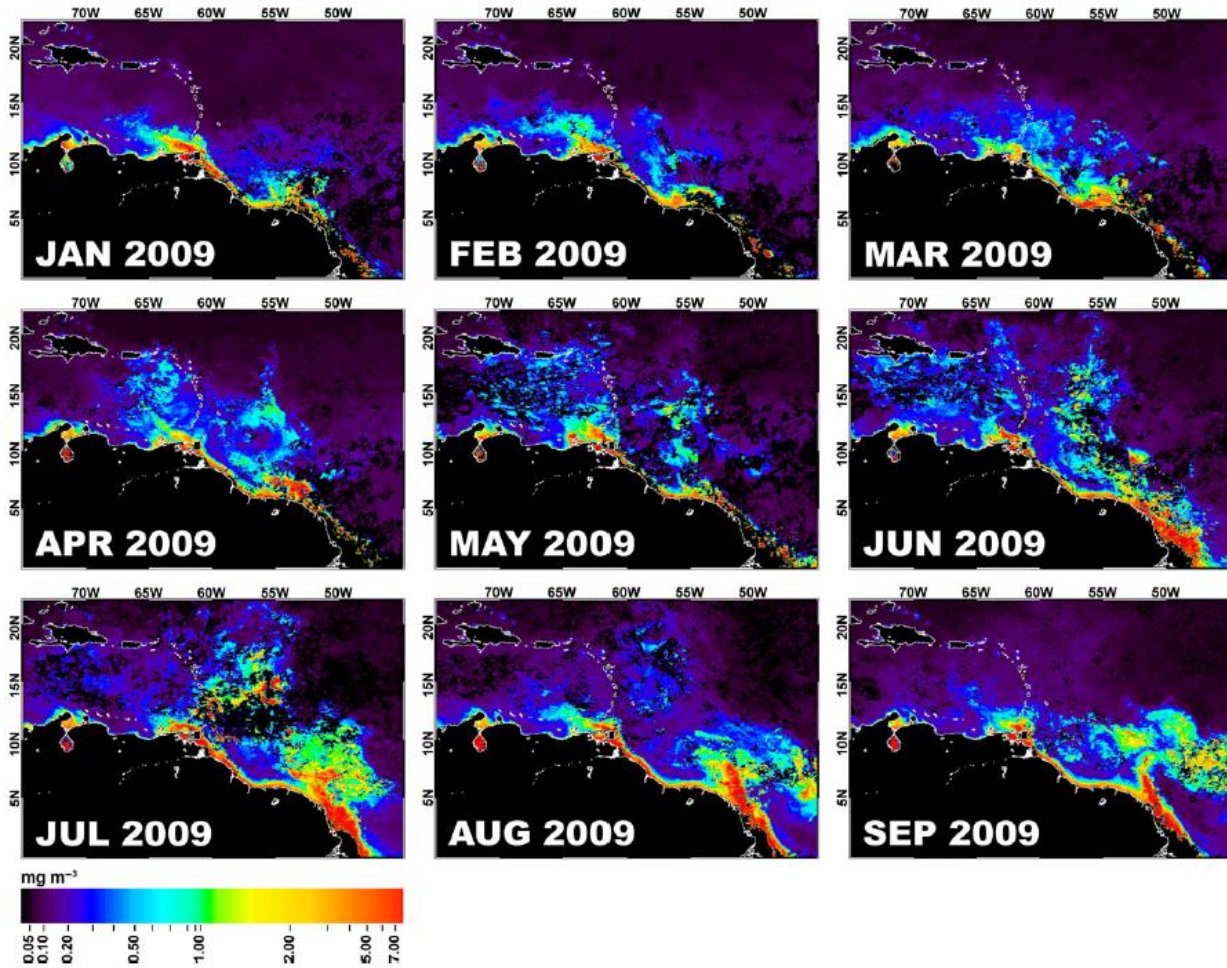 70W 65W 60W 55W 50W
70W 65W 60W 55W 50W
70W 65W 60W 55W 50W
20N 15N 10N 5N
20N 15N 10N 5N
20N 15N 10N 5N
JAN 2009
FEB 2009
MAR 2009
70W 65W 60W 55W 50W
70W 65W 60W 55W 50W
70W 65W 60W 55W 50W
20N 15N 10N 5N
20N 15N 10N 5N
20N 15N 10N 5N
APR 2009
MAY 2009
JUN 2009
70W 65W 60W 55W 50W
70W 65W 60W 55W 50W
70W 65W 60W 55W 50W
20N 15N 10N 5N
20N 15N 10N 5N
20N 15N 10N 5N
JUL 2009
AUG 2009
SEP 2009
mg m⁻³
0.05 0.10 0.20 0.50 1.00 2.00 5.00 7.00